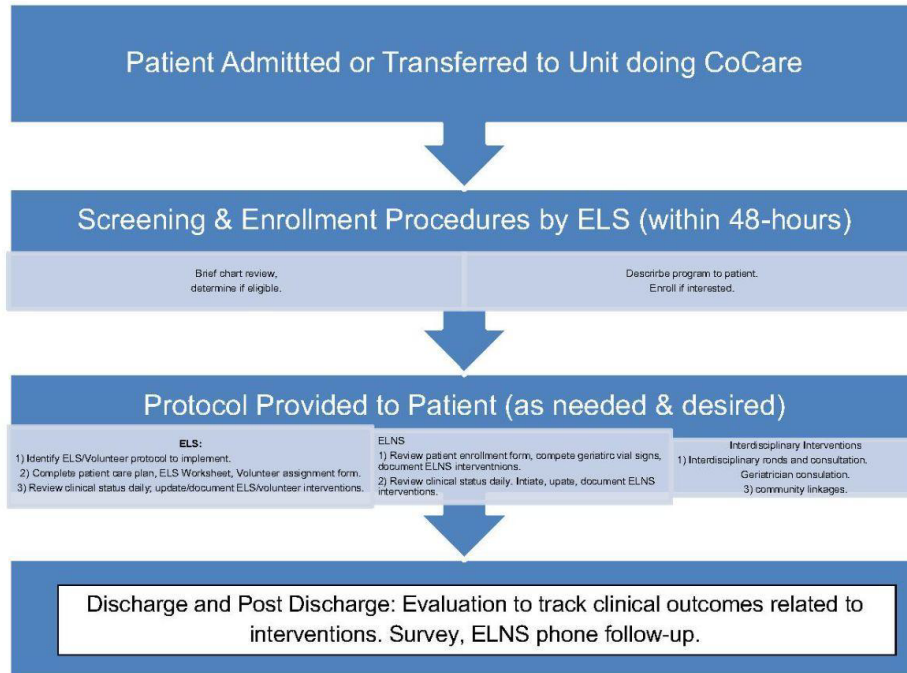 Patient Admittted or Transferred to Unit doing CoCare
Screening & Enrollment Procedures by ELS (within 48-hours)
Brief chart review,
determine if eligible.
Descrirbe program to patient.
Enroll if interested.
Protocol Provided to Patient (as needed & desired)
ELS:
1) Identify ELS/Volunteer protocol to implement.
2) Complete patient care plan, ELS Worksheet, Volunteer assignment form.
3) Review clinical status daily; update/document ELS/volunteer interventions.
ELNS
1) Review patient enrollment form, compete geriatirc vial signs,
document ELNS interventnions.
2) Review clinical status daily. Intiate, upate, document ELNS
interventions.
Interdisciplinary Interventions
1) Interdisciplinary ronds and consultation.
Geriatrician consulation.
3) community linkages.
Discharge and Post Discharge: Evaluation to track clinical outcomes related to
interventions. Survey, ELNS phone follow-up.